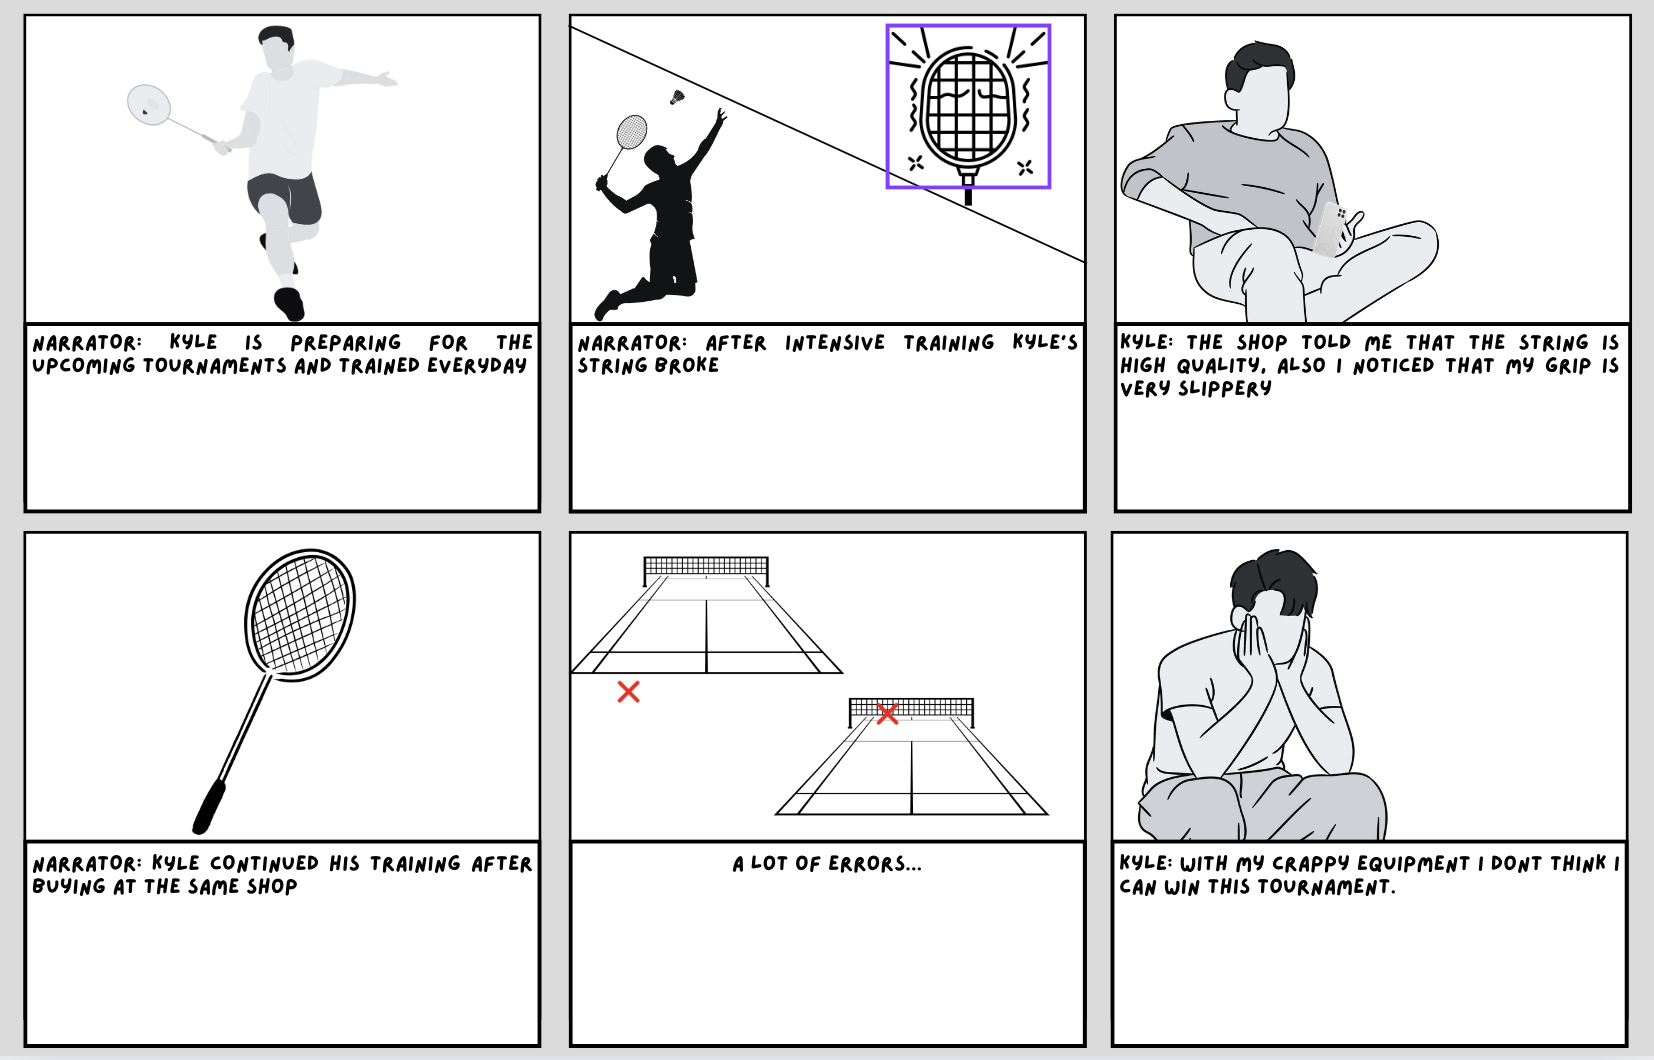 NARRATOR: KYLE IS PREPARING FOR THE
UPCOMING TOURNAMENTS AND TRAINED EVERYDAY
NARRATOR: AFTER INTENSIVE TRAINING KYLE'S
STRING BROKE
KYLE: THE SHOP TOLD ME THAT THE STRING IS
HIGH QUALITY, ALSO I NOTICED THAT MY GRIP IS
VERY SLIPPERY
NARRATOR: KYLE CONTINUED HIS TRAINING AFTER
BUYING AT THE SAME SHOP
A LOT OF ERRORS...
KYLE: WITH MY CRAPPY EQUIPMENT I DONT THINK I
CAN WIN THIS TOURNAMENT.